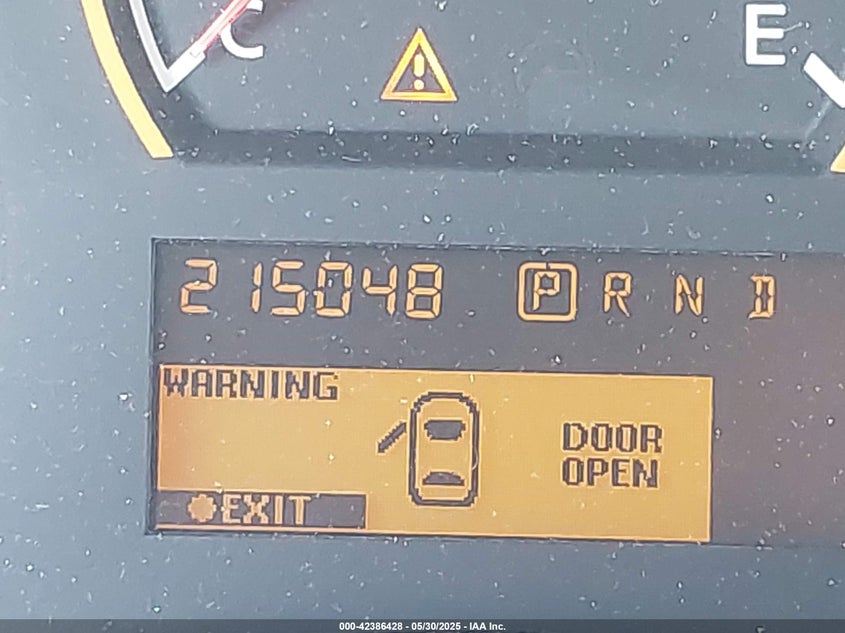 C E
!
215048 P R N D
WARNING
DOOR
OPEN
EXIT
000-42386428 - 05/30/2025 - IAA Inc.